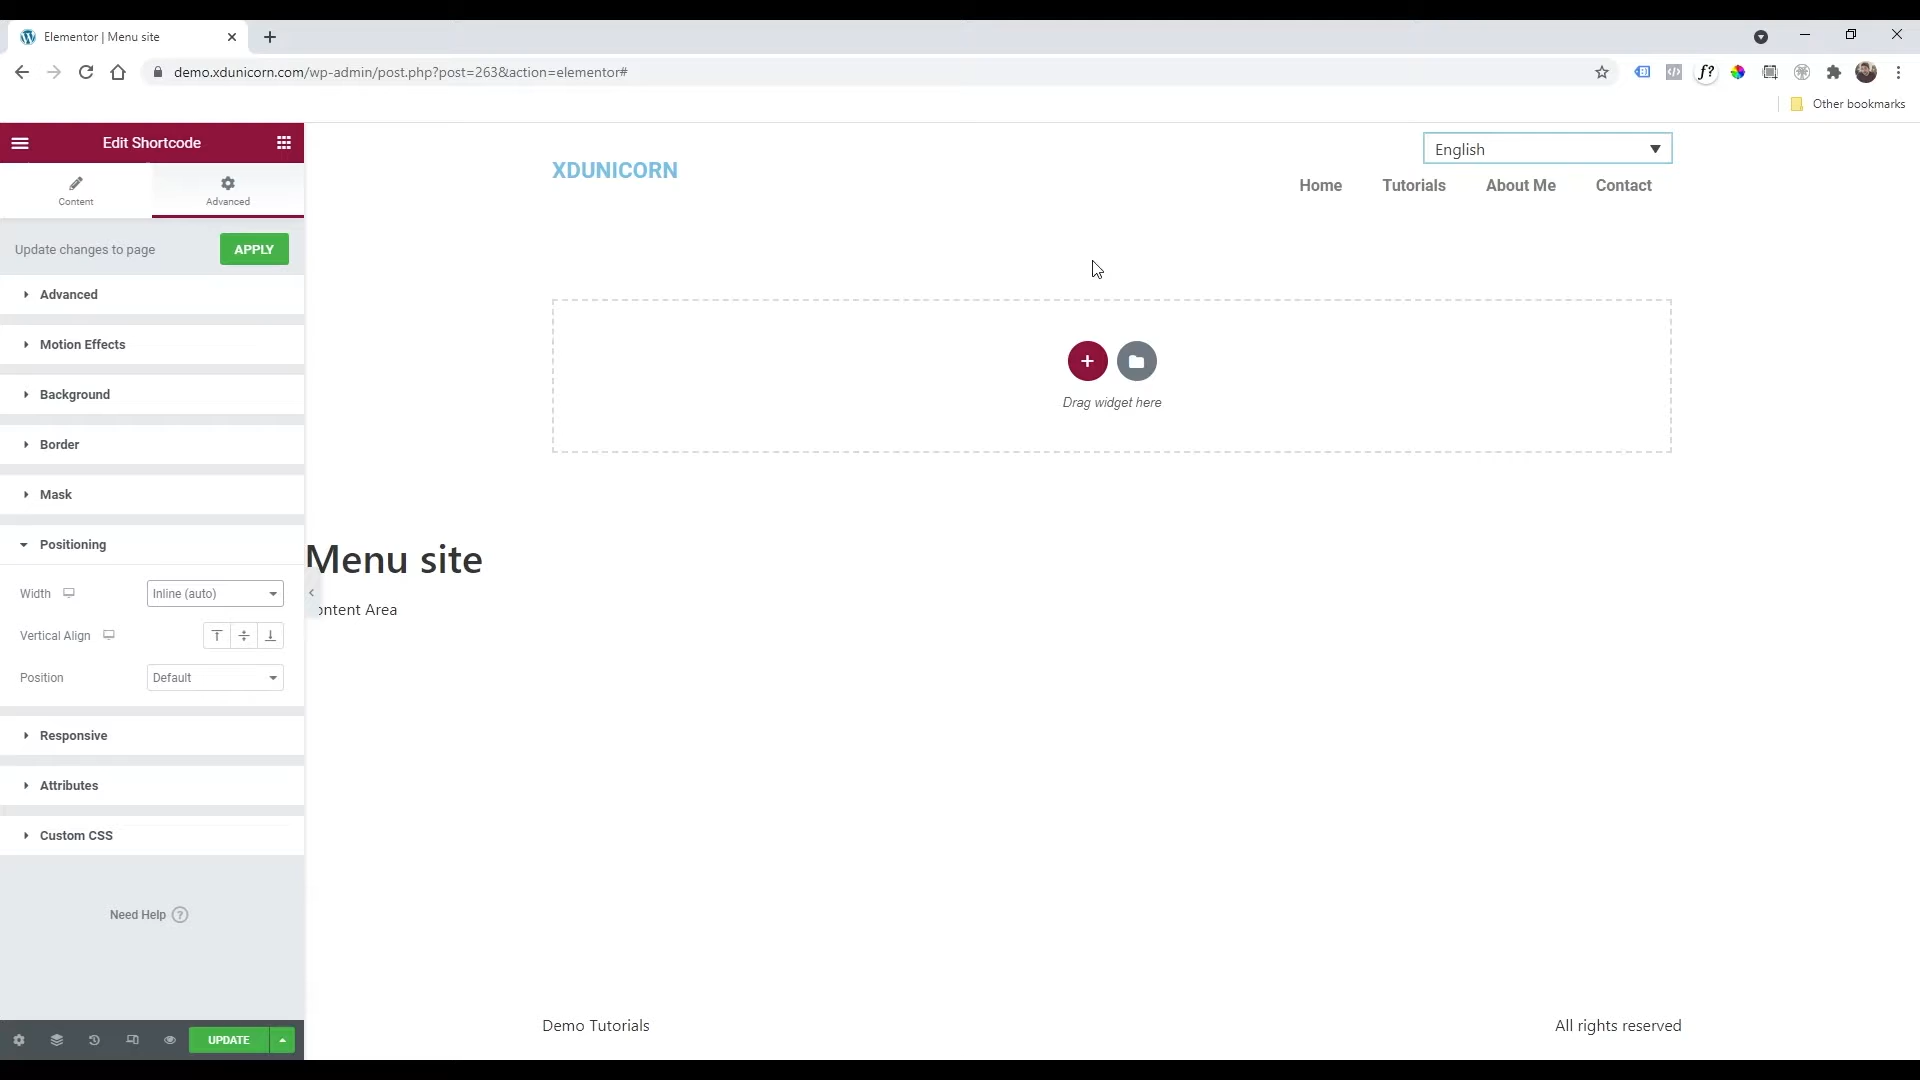 Elementor | Menu site
demo.xdunicorn.com/wp-admin/post.php?post=263&action=elementor#
Other bookmarks
Edit Shortcode
Content
Advanced
Update changes to page
APPLY
Advanced
Motion Effects
Background
Border
Mask
Positioning
Width
Inline (auto)
Vertical Align
Position
Default
Responsive
Attributes
Custom CSS
Need Help ?
UPDATE
English
XDUNICORN
Home
Tutorials
About Me
Contact
Drag widget here
Menu site
ontent Area
Demo Tutorials
All rights reserved